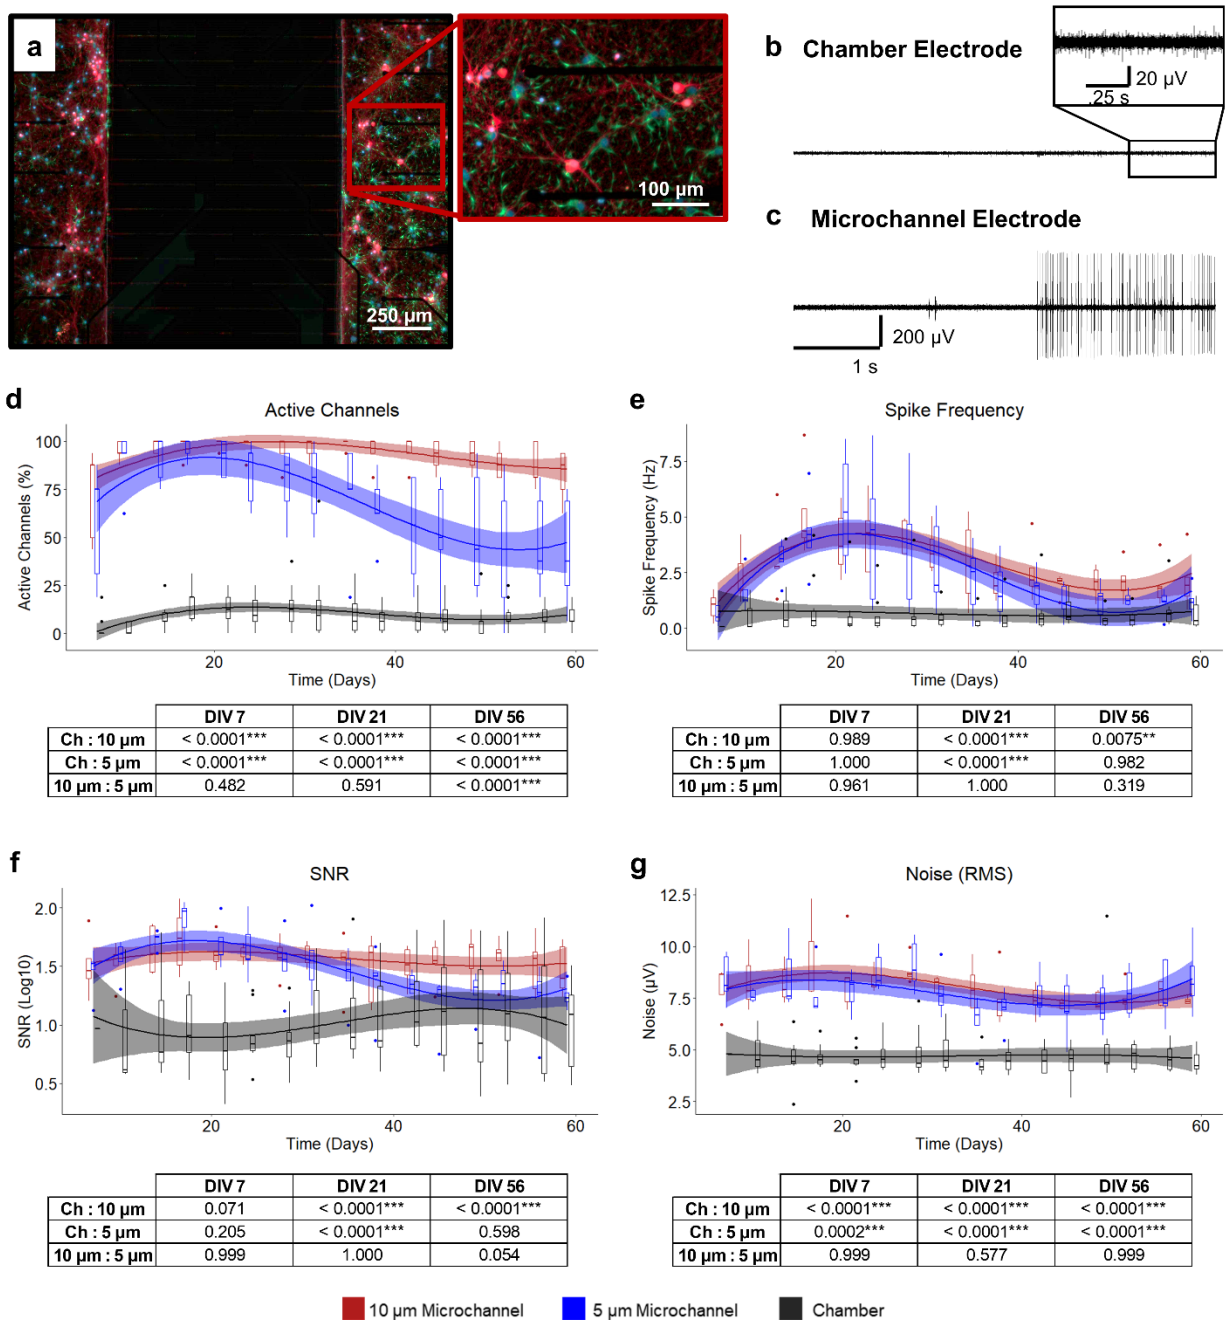 a
250 µm
100 µm
b
Chamber Electrode
20 µV
.25 s
c
Microchannel Electrode
200 µV
1 s
d
Active Channels
Active Channels (%)
100
75
50
25
0
20
40
60
Time (Days)
DIV 7 DIV 21 DIV 56
Ch : 10 µm < 0.0001*** < 0.0001*** < 0.0001***
Ch : 5 µm < 0.0001*** < 0.0001*** < 0.0001***
10 µm : 5 µm 0.482 0.591 < 0.0001***
e
Spike Frequency
Spike Frequency (Hz)
7.5
5.0
2.5
0.0
20
40
60
Time (Days)
DIV 7 DIV 21 DIV 56
Ch : 10 µm 0.989 < 0.0001*** 0.0075**
Ch : 5 µm 1.000 < 0.0001*** 0.982
10 µm : 5 µm 0.961 1.000 0.319
f
SNR
SNR (Log10)
2.0
1.5
1.0
0.5
20
40
60
Time (Days)
DIV 7 DIV 21 DIV 56
Ch : 10 µm 0.071 < 0.0001*** < 0.0001***
Ch : 5 µm 0.205 < 0.0001*** 0.598
10 µm : 5 µm 0.999 1.000 0.054
g
Noise (RMS)
Noise (µV)
12.5
10.0
7.5
5.0
2.5
20
40
60
Time (Days)
DIV 7 DIV 21 DIV 56
Ch : 10 µm < 0.0001*** < 0.0001*** < 0.0001***
Ch : 5 µm 0.0002*** < 0.0001*** < 0.0001***
10 µm : 5 µm 0.999 0.577 0.999
10 µm Microchannel
5 µm Microchannel
Chamber